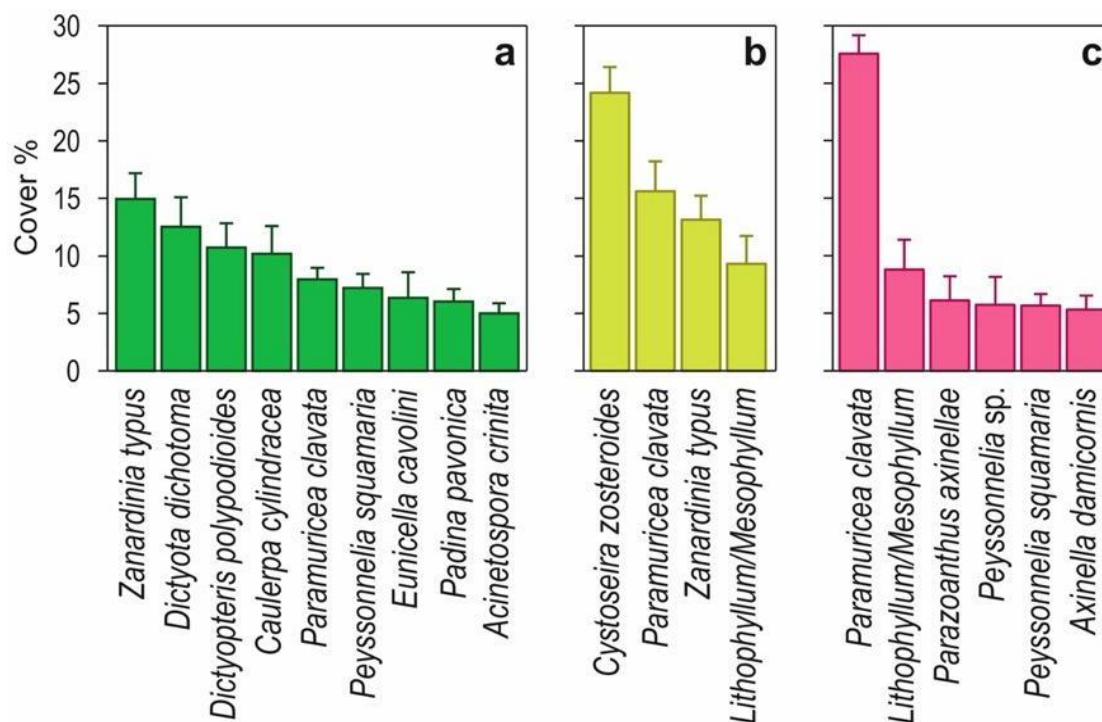 Cover %
30
25
20
15
10
5
0
a
Zanardinia typus
Dictyota dichotoma
Dictyopteris polypodioides
Caulerpa cylindracea
Paramuricea clavata
Peyssonnelia squamaria
Eunicella cavolini
Padina pavonica
Acinetospora crinita
b
Cystoseira zosteroides
Paramuricea clavata
Zanardinia typus
Lithophyllum/Mesophyllum
c
Paramuricea clavata
Lithophyllum/Mesophyllum
Parazoanthus axinellae
Peyssonnelia sp.
Peyssonnelia squamaria
Axinella damicornis